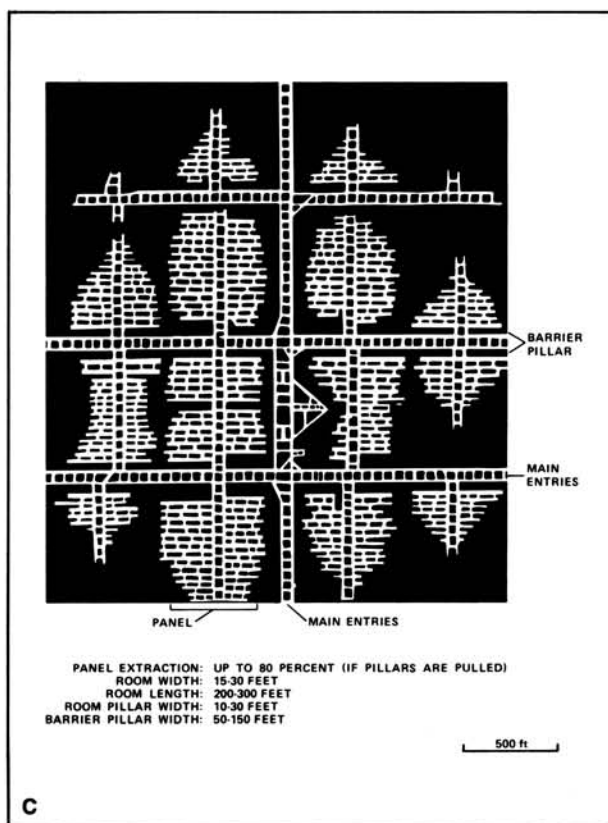 BARRIER
PILLAR
MAIN
ENTRIES
PANEL
MAIN ENTRIES
PANEL EXTRACTION: UP TO 80 PERCENT (IF PILLARS ARE PULLED)
ROOM WIDTH: 15-30 FEET
ROOM LENGTH: 200-300 FEET
ROOM PILLAR WIDTH: 10-30 FEET
BARRIER PILLAR WIDTH: 50-150 FEET
500 ft
C